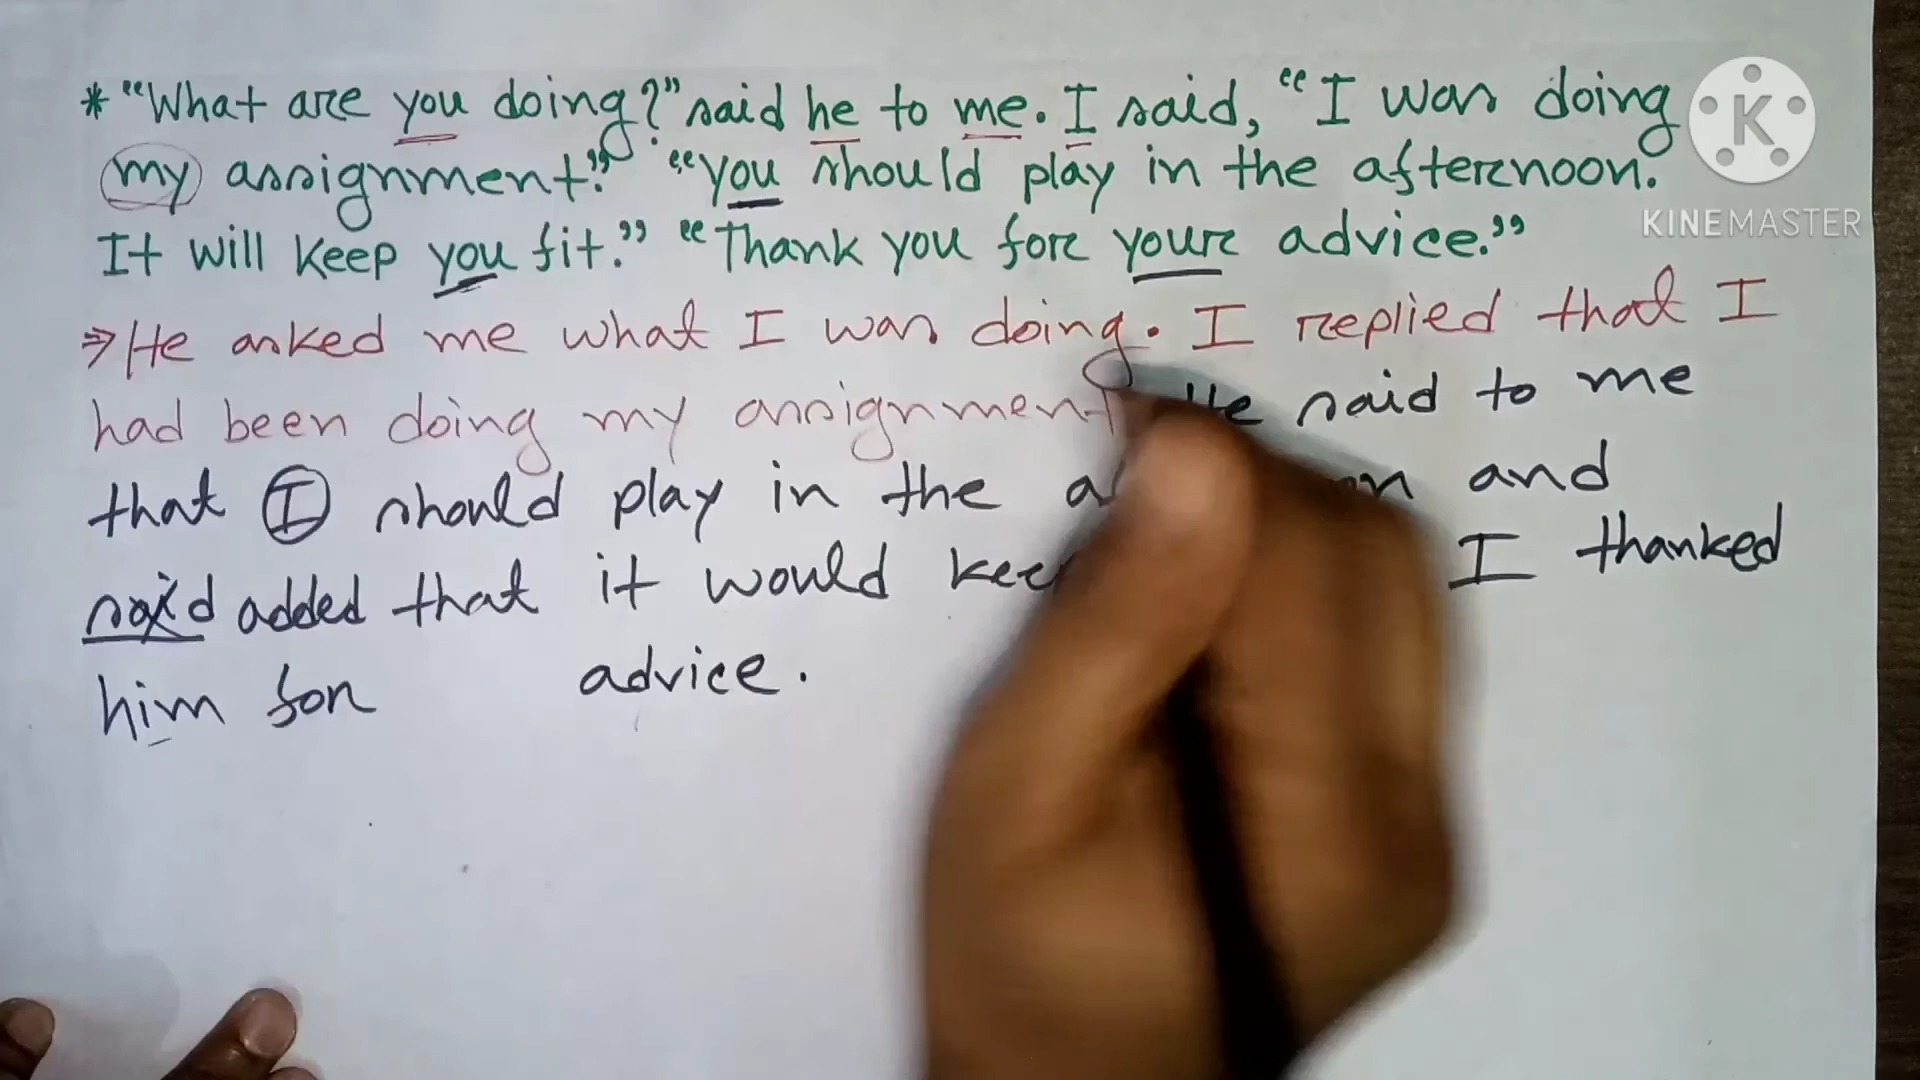 * "What are you doing?" said he to me. I said, "I was doing
my assignment." "you should play in the afternoon.
It will keep you fit." "Thank you for your advice."
⇒ He asked me what I was doing. I replied that I
had been doing my assignment He said to me
that I should play in the and
said added that it would I thanked
him for advice.
K
KINEMASTER